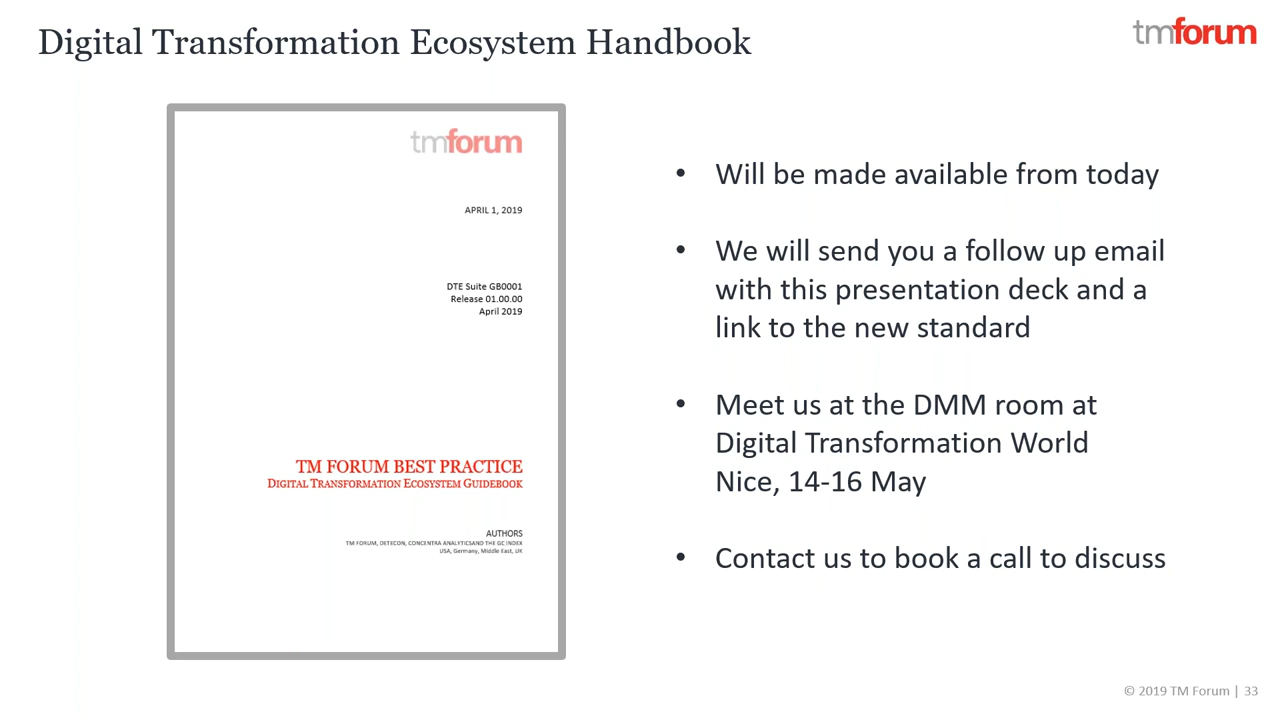 Digital Transformation Ecosystem Handbook
tmforum
tmforum
APRIL 1, 2019
DTE Suite GB0001
Release 01.00.00
April 2019
TM FORUM BEST PRACTICE
DIGITAL TRANSFORMATION ECOSYSTEM GUIDEBOOK
AUTHORS
TM FORUM, DETECON, CONCENTRA ANALYTICSAND THE GC INDEX
USA, Germany, Middle East, UK
• Will be made available from today
• We will send you a follow up email
with this presentation deck and a
link to the new standard
• Meet us at the DMM room at
Digital Transformation World
Nice, 14-16 May
• Contact us to book a call to discuss
© 2019 TM Forum | 33